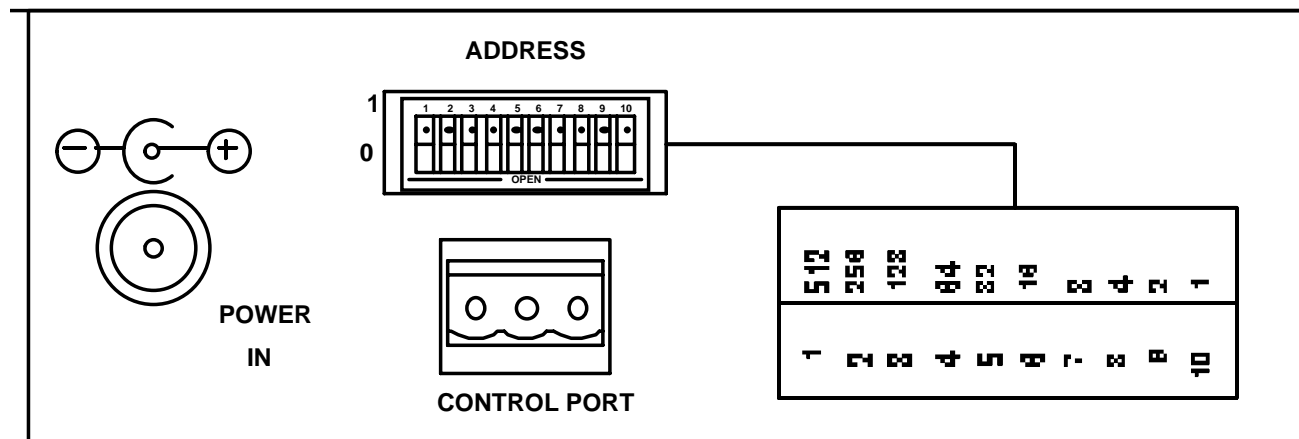 ADDRESS
1
1 2 3 4 5 6 7 8 9 10
0
OPEN
− +
512 256 128 64 32 16 8 4 2 1
1 2 3 4 5 6 7 8 9 10
POWER
IN
CONTROL PORT